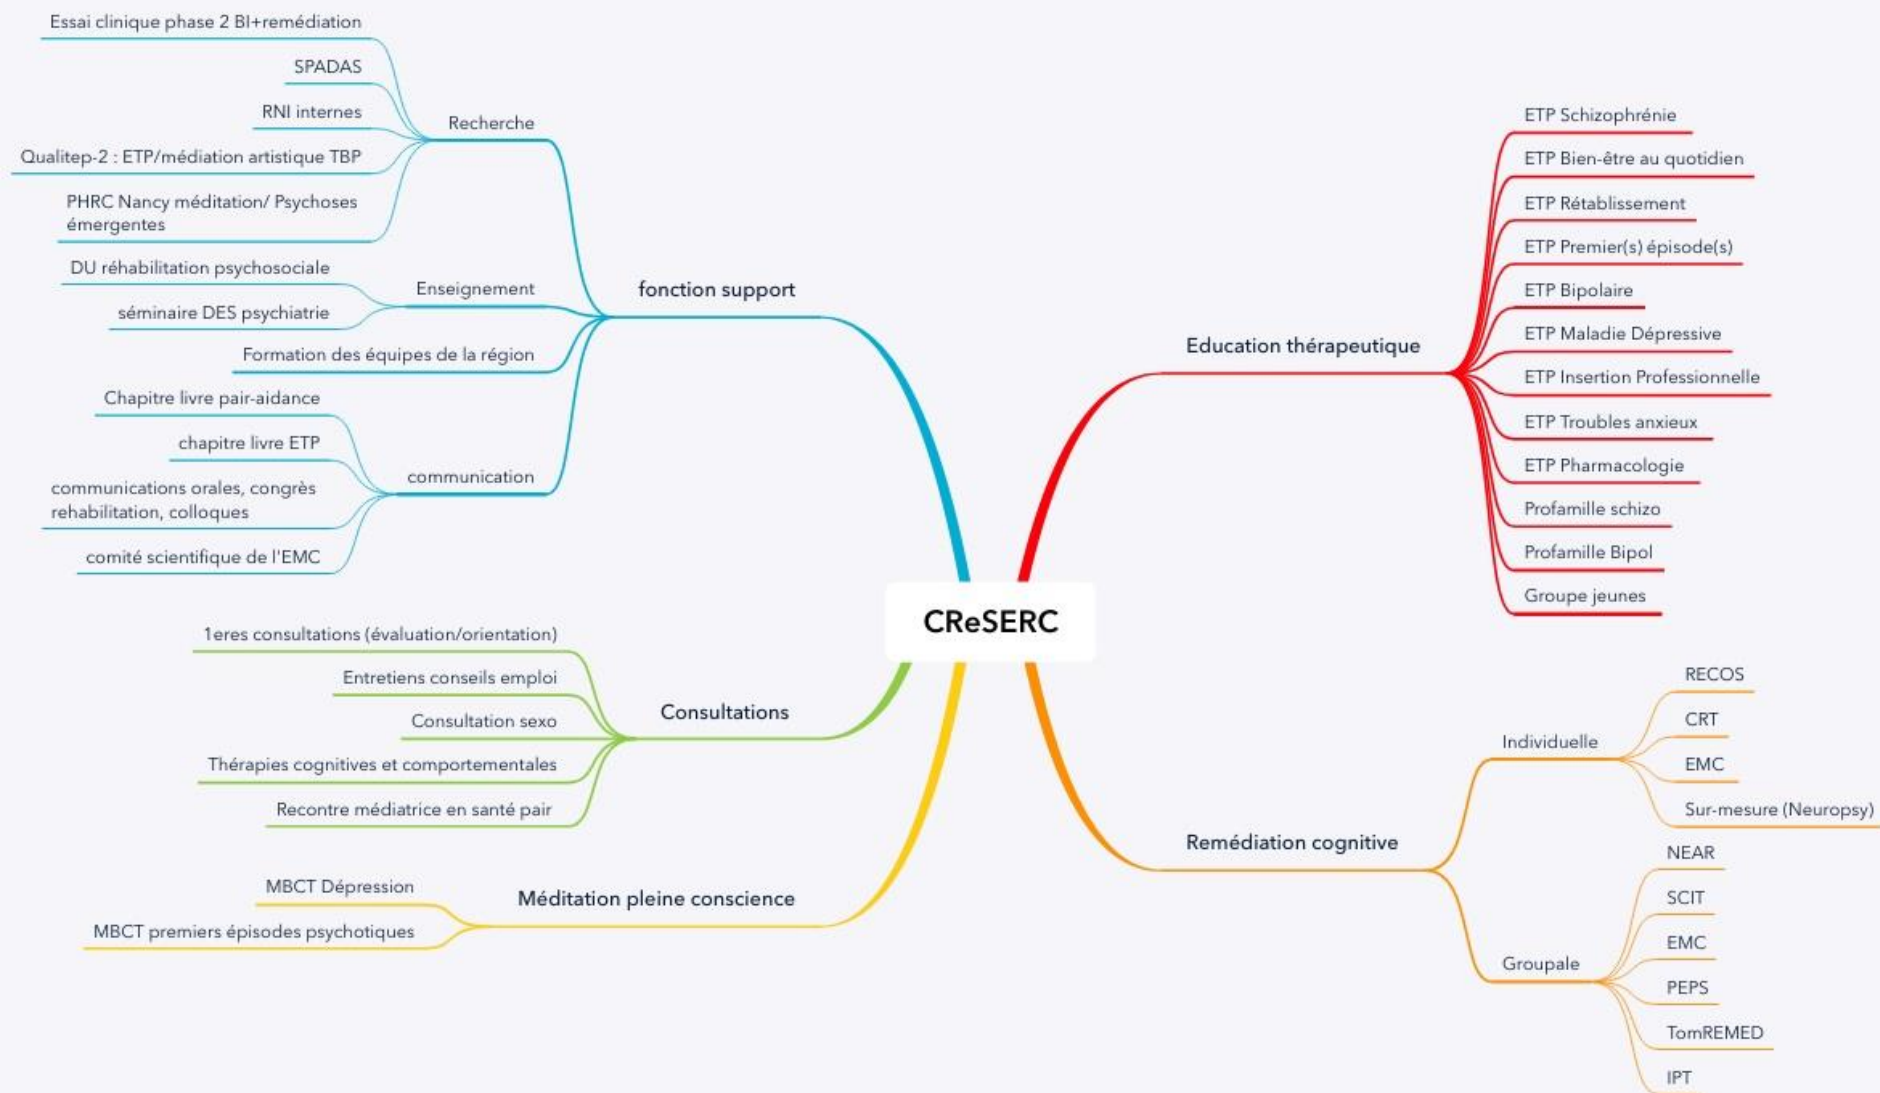 Essai clinique phase 2 BI+remédiation
SPADAS
RNI internes
Qualitep-2 : ETP/médiation artistique TBP
PHRC Nancy méditation/ Psychoses
émergentes
Recherche
DU réhabilitation psychosociale
séminaire DES psychiatrie
Enseignement
Formation des équipes de la région
Chapitre livre pair-aidance
chapitre livre ETP
communications orales, congrès
rehabilitation, colloques
comité scientifique de l'EMC
communication
fonction support
1eres consultations (évaluation/orientation)
Entretiens conseils emploi
Consultation sexo
Thérapies cognitives et comportementales
Recontre médiatrice en santé pair
Consultations
MBCT Dépression
MBCT premiers épisodes psychotiques
Méditation pleine conscience
CReSERC
Education thérapeutique
ETP Schizophrénie
ETP Bien-être au quotidien
ETP Rétablissement
ETP Premier(s) épisode(s)
ETP Bipolaire
ETP Maladie Dépressive
ETP Insertion Professionnelle
ETP Troubles anxieux
ETP Pharmacologie
Profamille schizo
Profamille Bipol
Groupe jeunes
Remédiation cognitive
Individuelle
RECOS
CRT
EMC
Sur-mesure (Neuropsy)
Groupale
NEAR
SCIT
EMC
PEPS
TomREMED
IPT